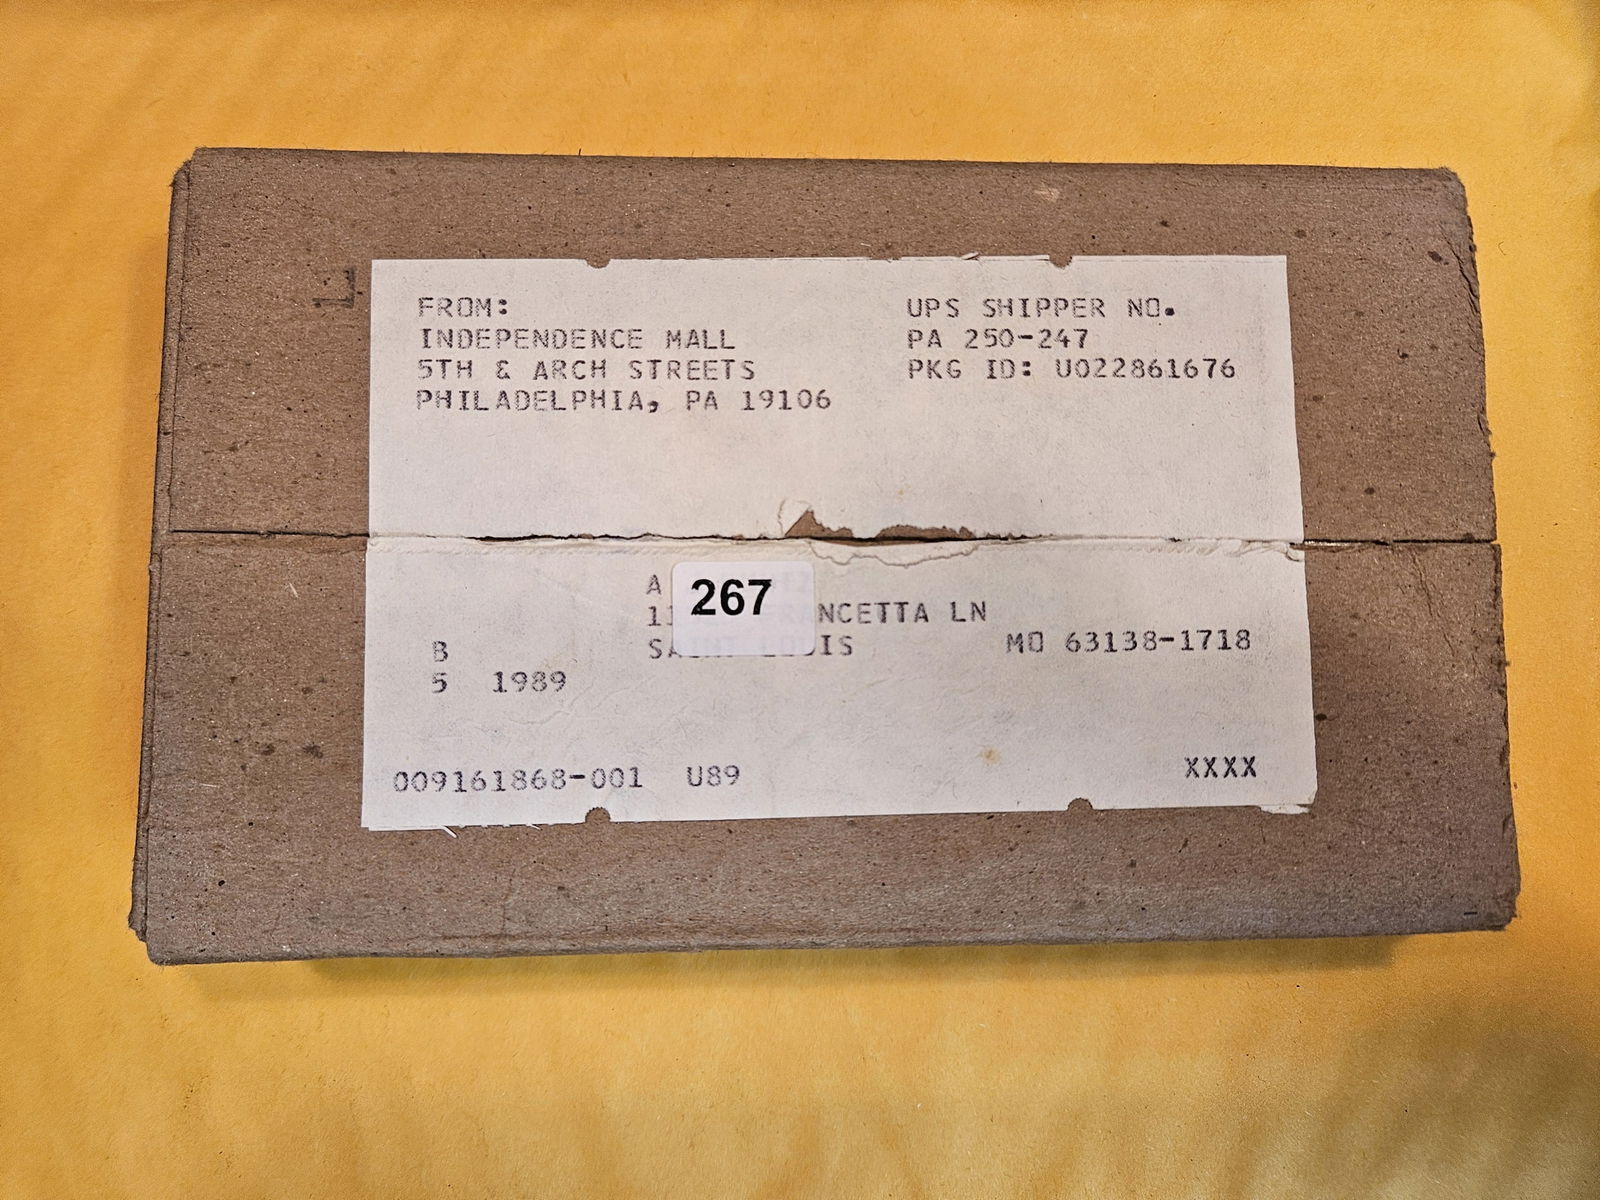 FROM:
INDEPENDENCE MALL
5TH & ARCH STREETS
PHILADELPHIA, PA 19106
UPS SHIPPER NO.
PA 250-247
PKG ID: U022861676
A
267
LN
MO 63138-1718
B
5 1989
009161868-001 U89
XXXX